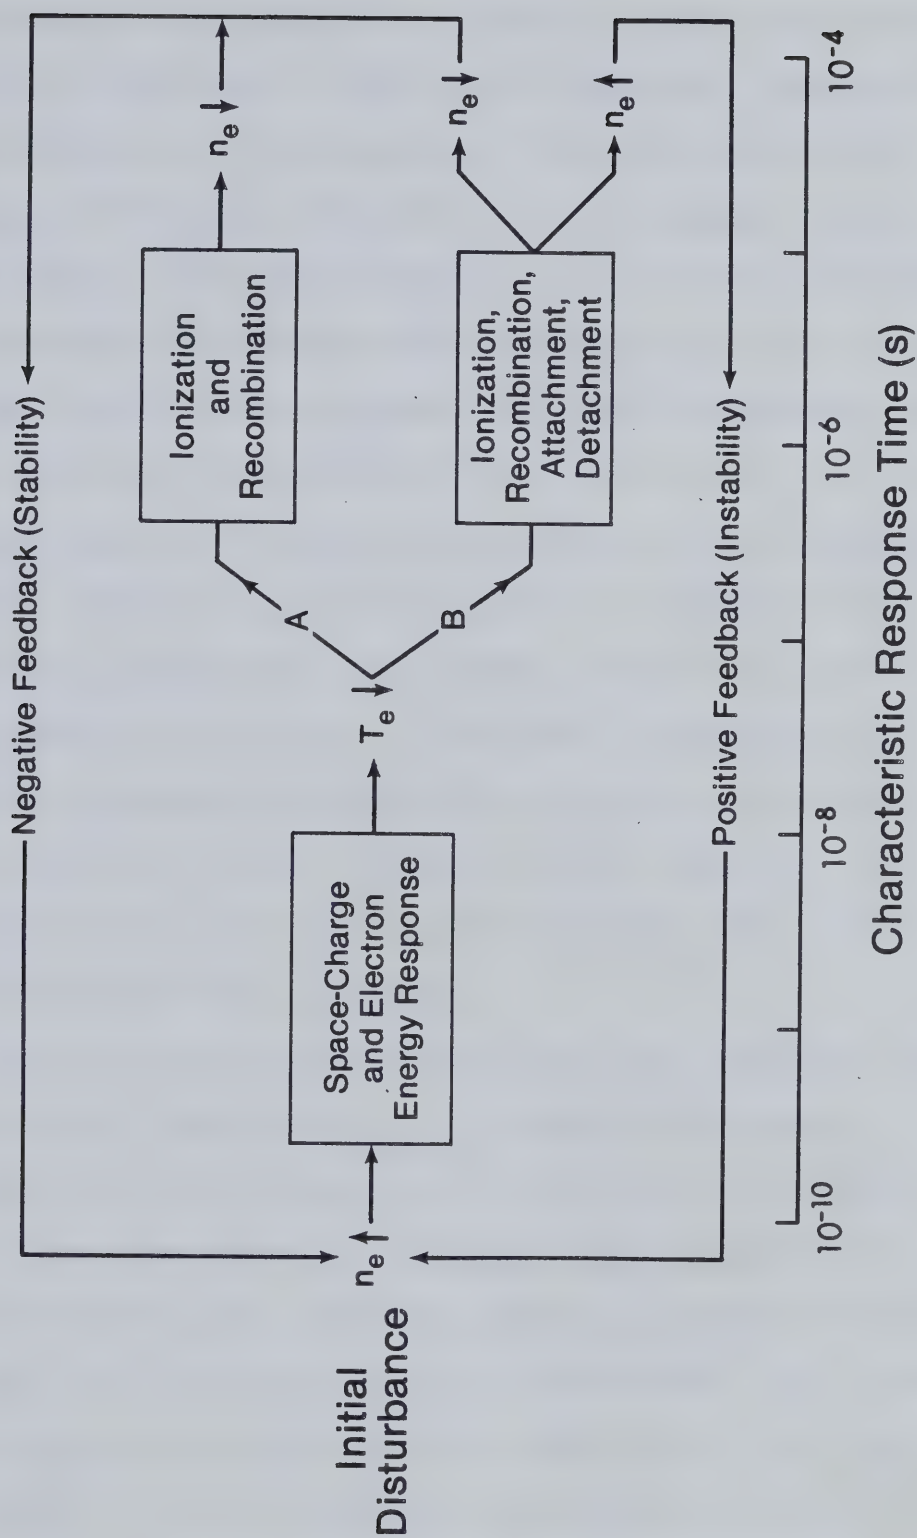 Negative Feedback (Stability)
Initial
Disturbance
n_e ↑
Space-Charge
and Electron
Energy Response
T_e ↓
A
Ionization
and
Recombination
n_e ↓
B
Ionization,
Recombination,
Attachment,
Detachment
n_e ↓
n_e ↑
Positive Feedback (Instability)
10⁻¹⁰ 10⁻⁸ 10⁻⁶ 10⁻⁴
Characteristic Response Time (s)